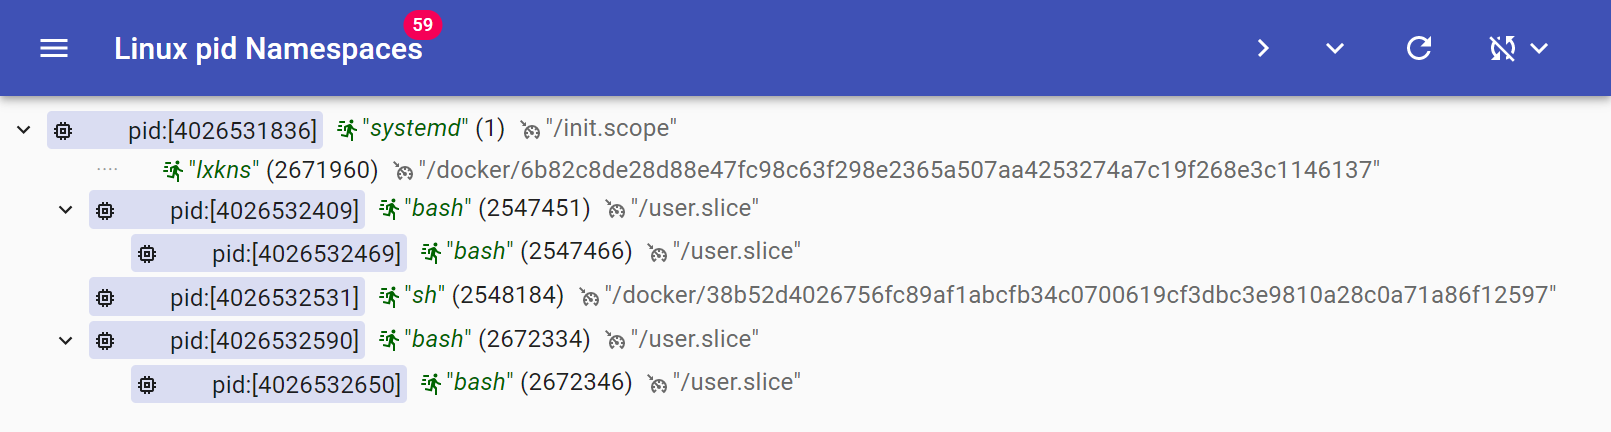 59
Linux pid Namespaces
pid:[4026531836] "systemd" (1) "/init.scope"
.... "lxkns" (2671960) "/docker/6b82c8de28d88e47fc98c63f298e2365a507aa4253274a7c19f268e3c1146137"
pid:[4026532409] "bash" (2547451) "/user.slice"
pid:[4026532469] "bash" (2547466) "/user.slice"
pid:[4026532531] "sh" (2548184) "/docker/38b52d4026756fc89af1abcfb34c0700619cf3dbc3e9810a28c0a71a86f12597"
pid:[4026532590] "bash" (2672334) "/user.slice"
pid:[4026532650] "bash" (2672346) "/user.slice"